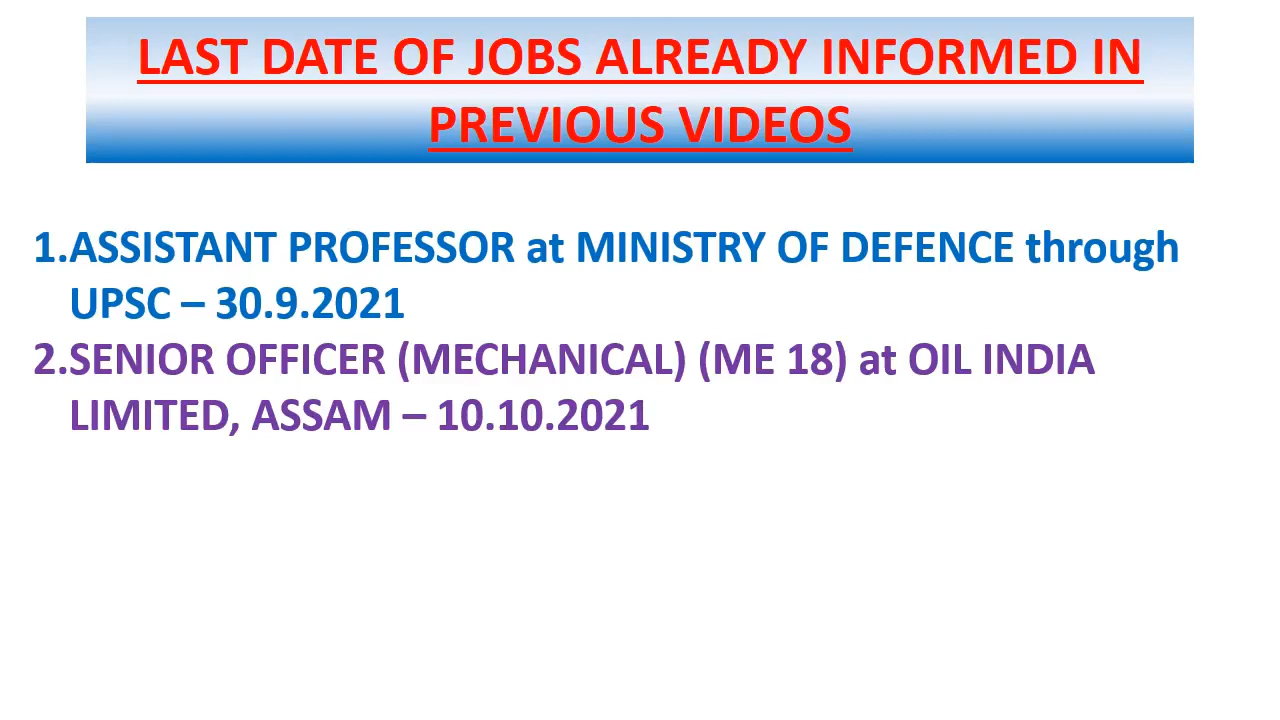 LAST DATE OF JOBS ALREADY INFORMED IN
PREVIOUS VIDEOS
1.ASSISTANT PROFESSOR at MINISTRY OF DEFENCE through
UPSC – 30.9.2021
2.SENIOR OFFICER (MECHANICAL) (ME 18) at OIL INDIA
LIMITED, ASSAM – 10.10.2021